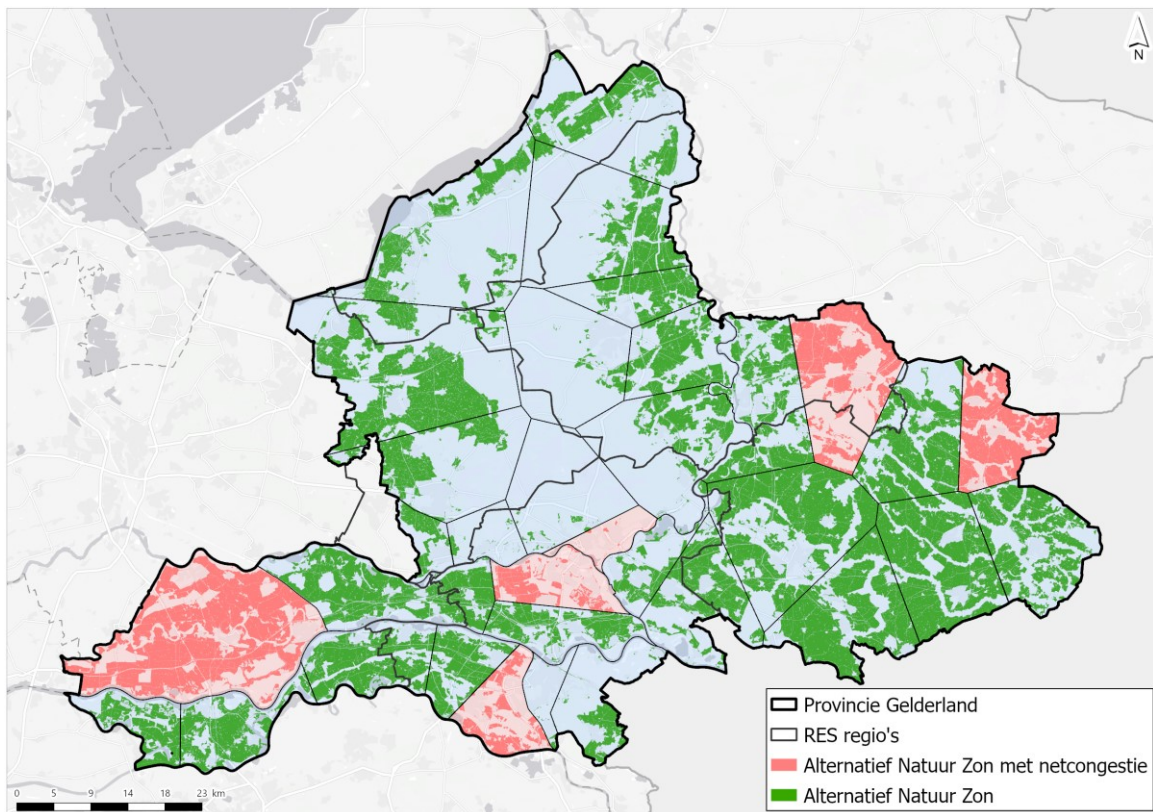 N
Provincie Gelderland
RES regio's
Alternatief Natuur Zon met netcongestie
Alternatief Natuur Zon
0 5 9 14 18 23 km